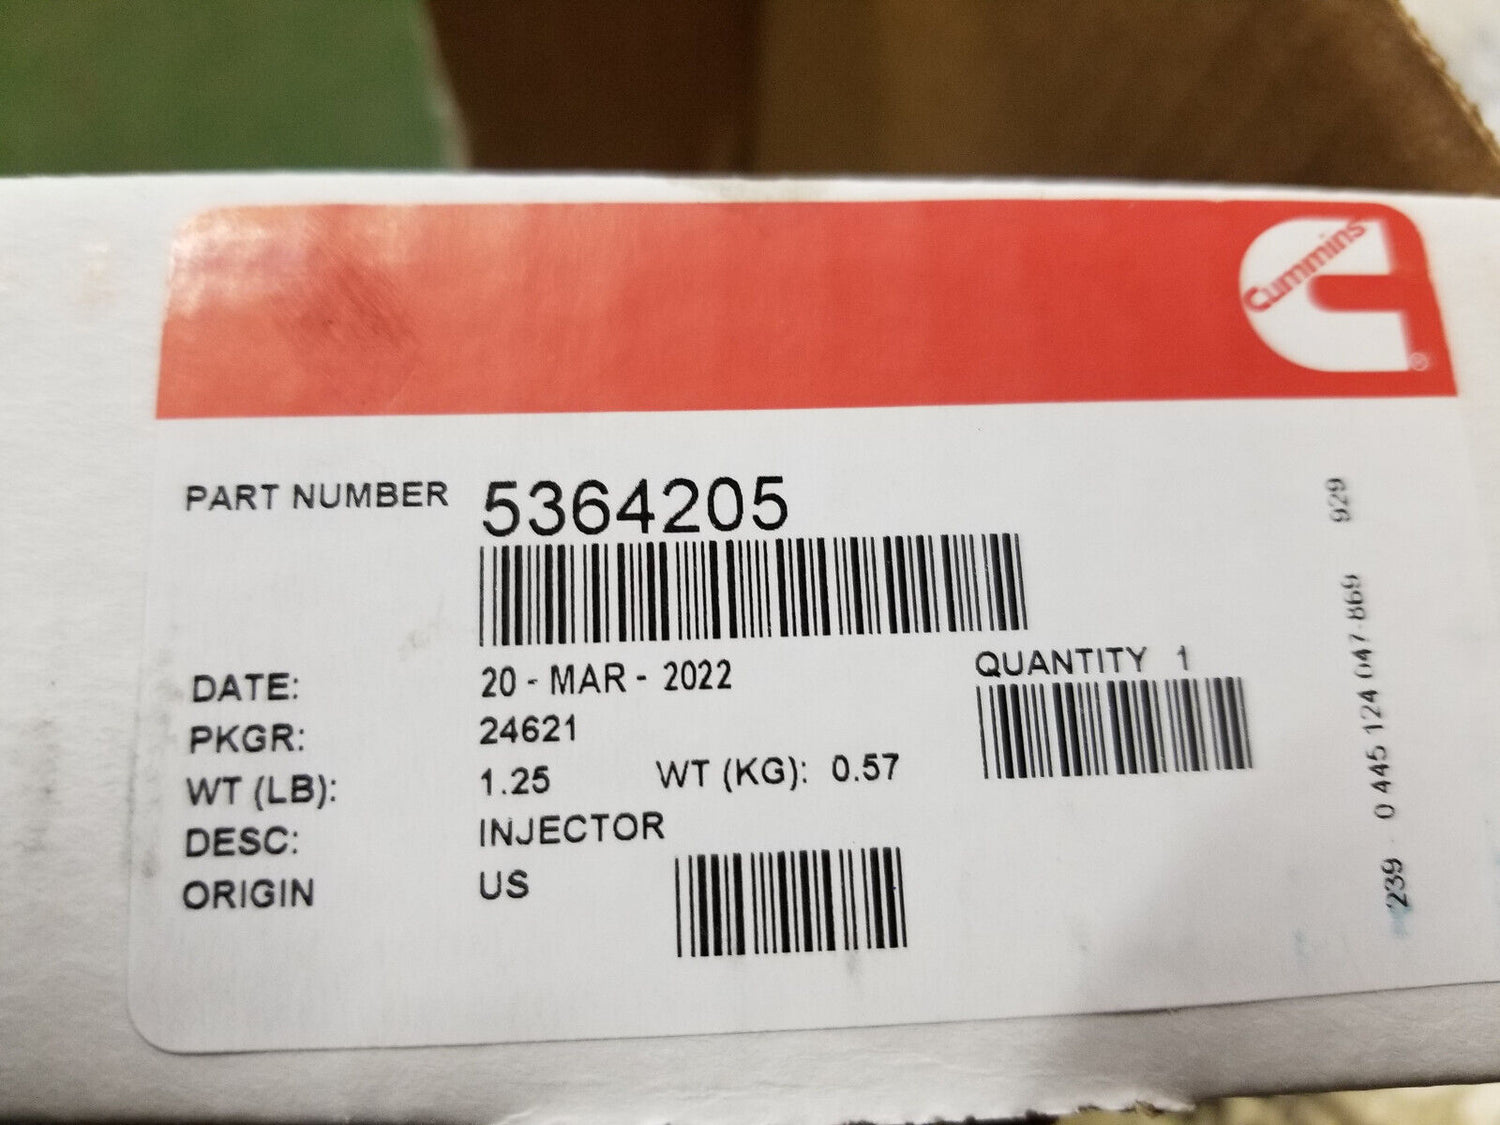 Cummins
®
PART NUMBER 5364205
DATE: 20 - MAR - 2022
QUANTITY 1
PKGR: 24621
WT (LB): 1.25 WT (KG): 0.57
DESC: INJECTOR
ORIGIN US
239 0 445 124 047-869 929